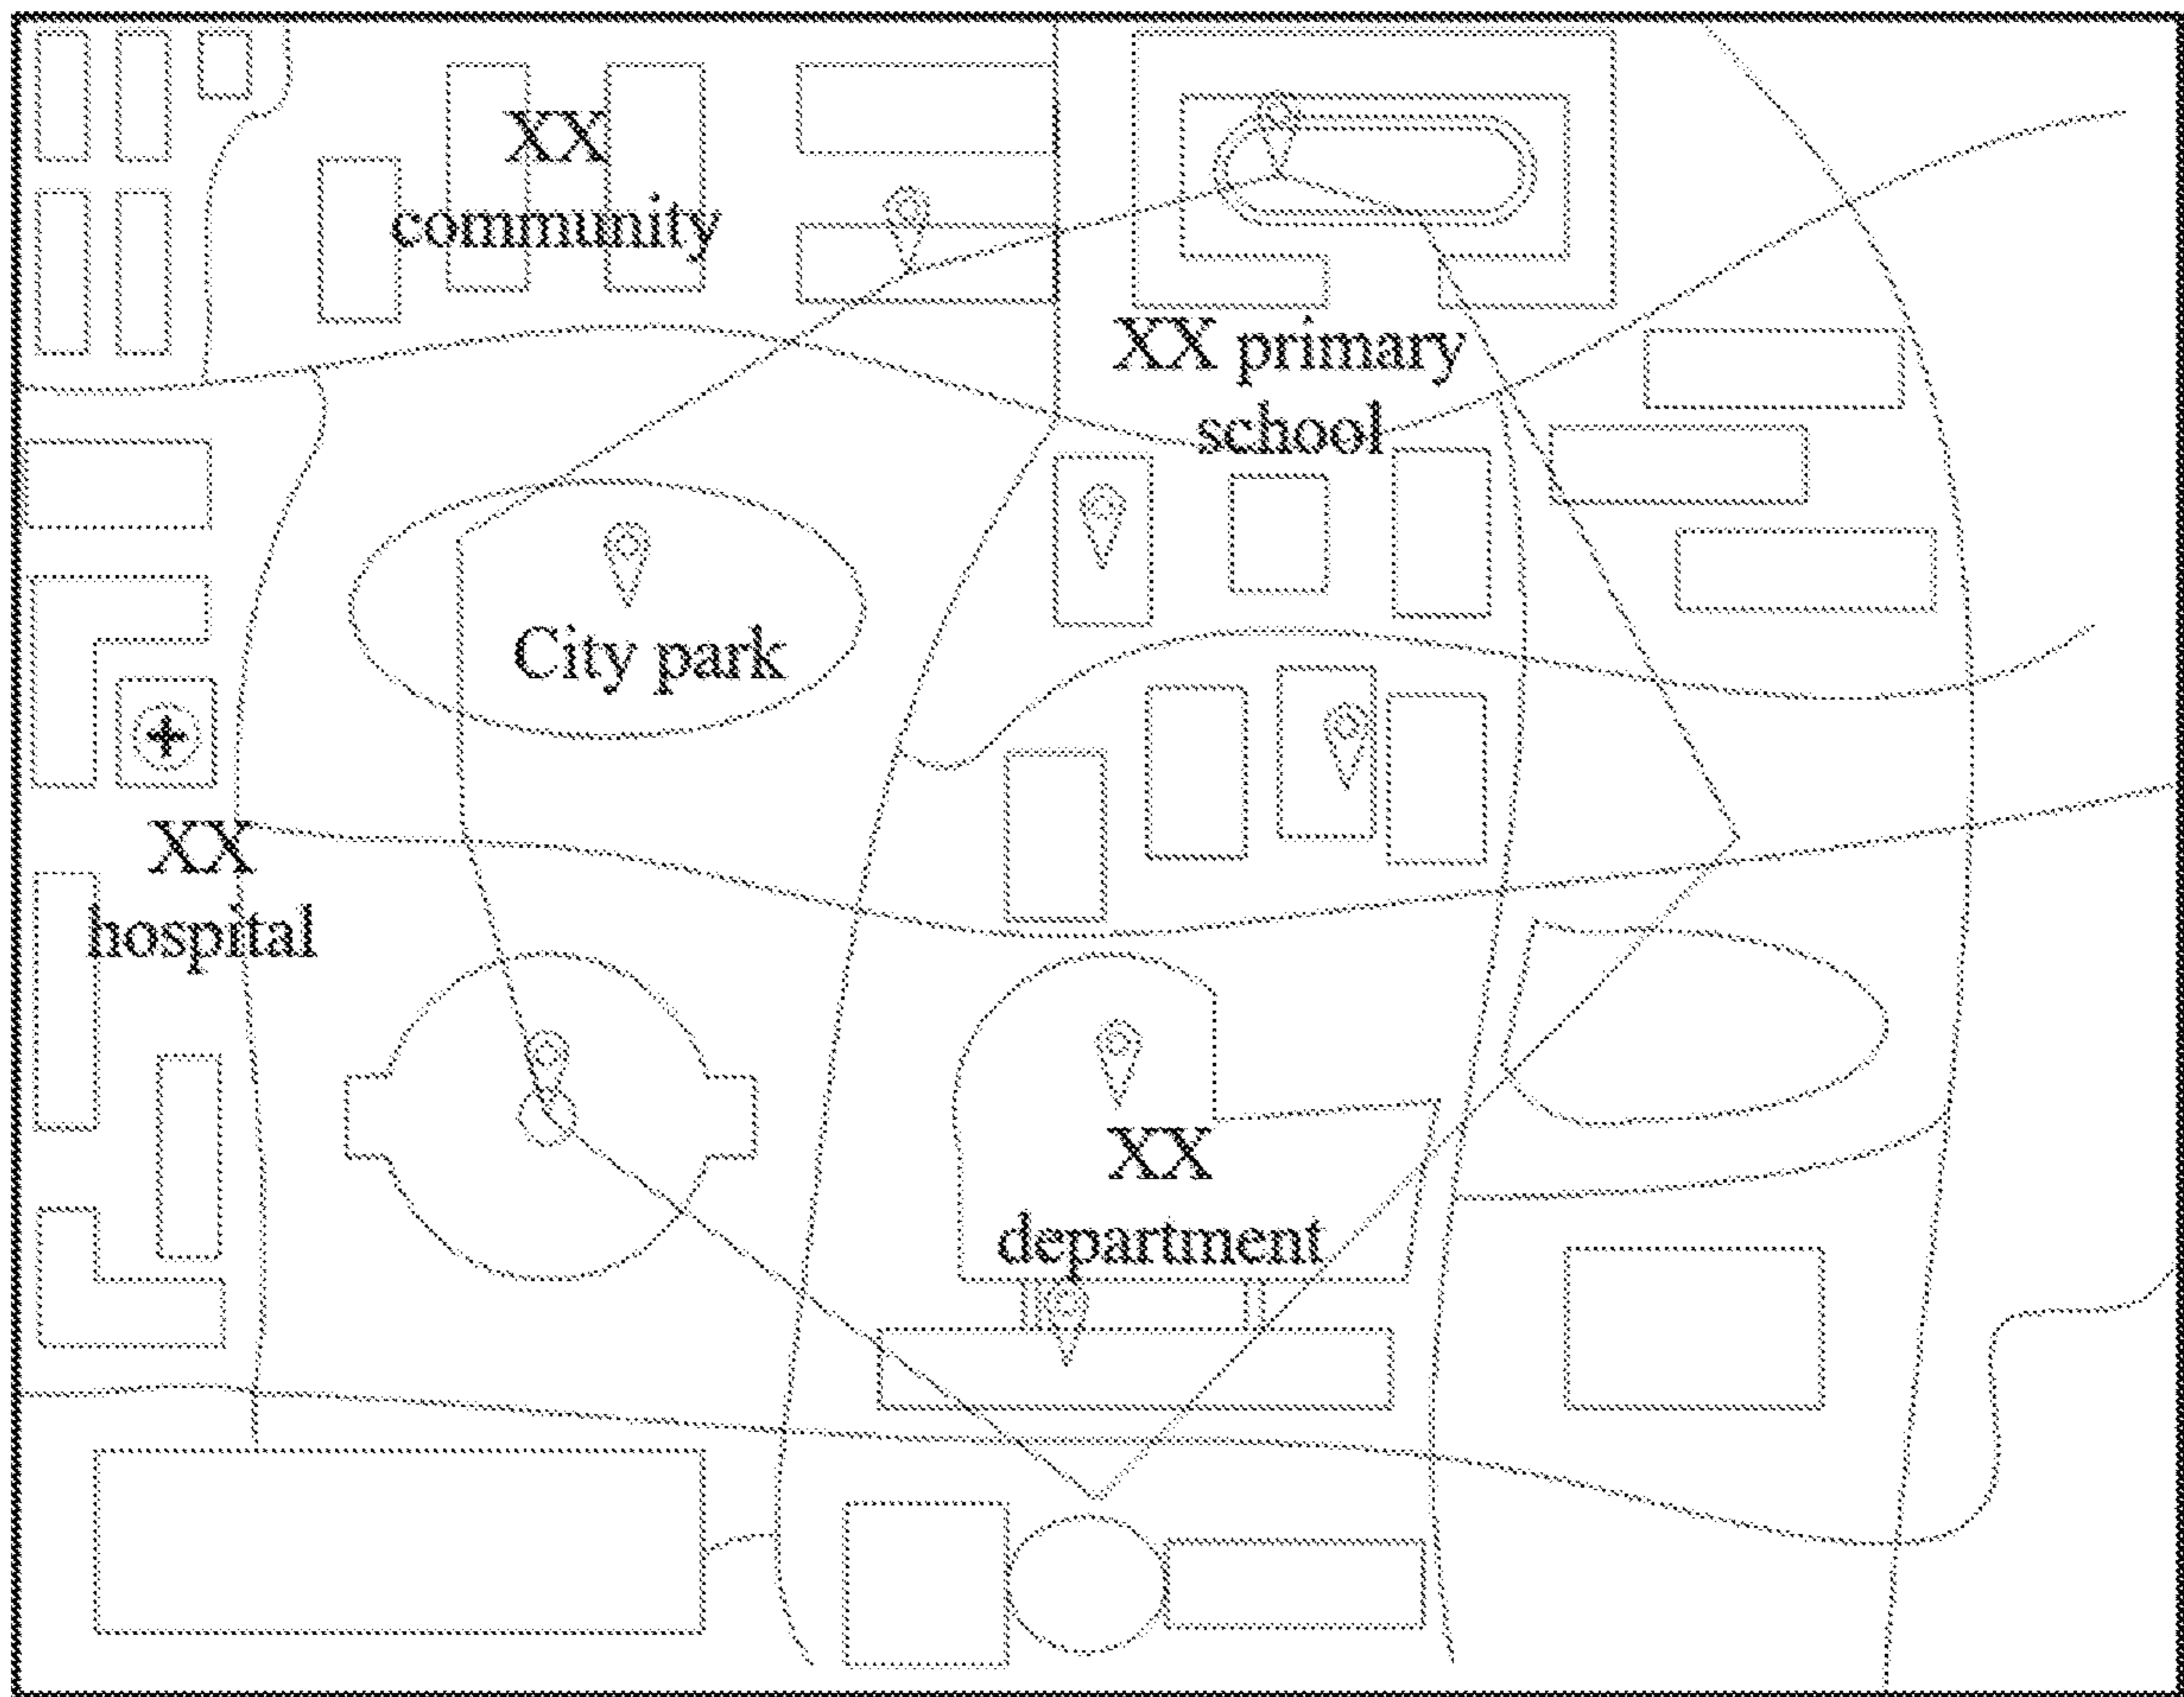 XX
community
XX primary
school
City park
XX
hospital
XX
department